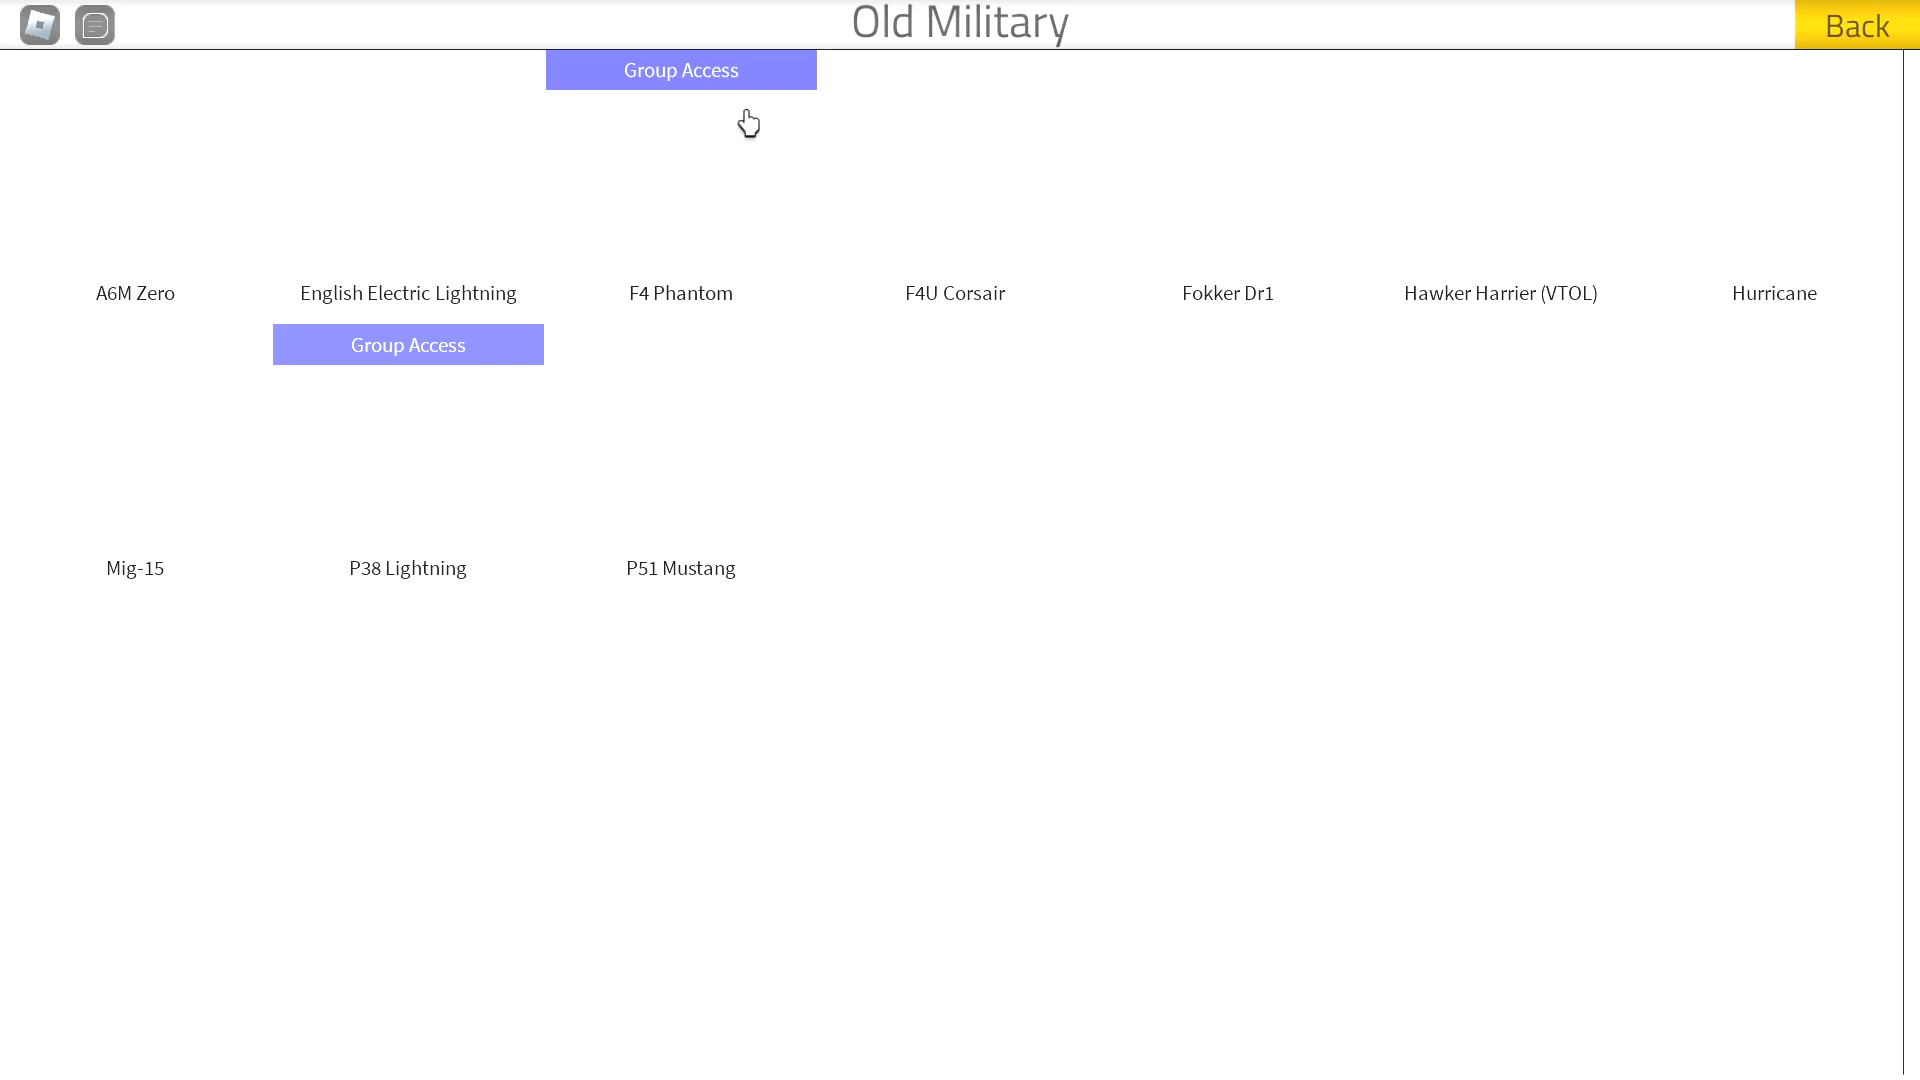 Old Military
Back
Group Access
A6M Zero
English Electric Lightning
F4 Phantom
F4U Corsair
Fokker Dr1
Hawker Harrier (VTOL)
Hurricane
Group Access
Mig-15
P38 Lightning
P51 Mustang